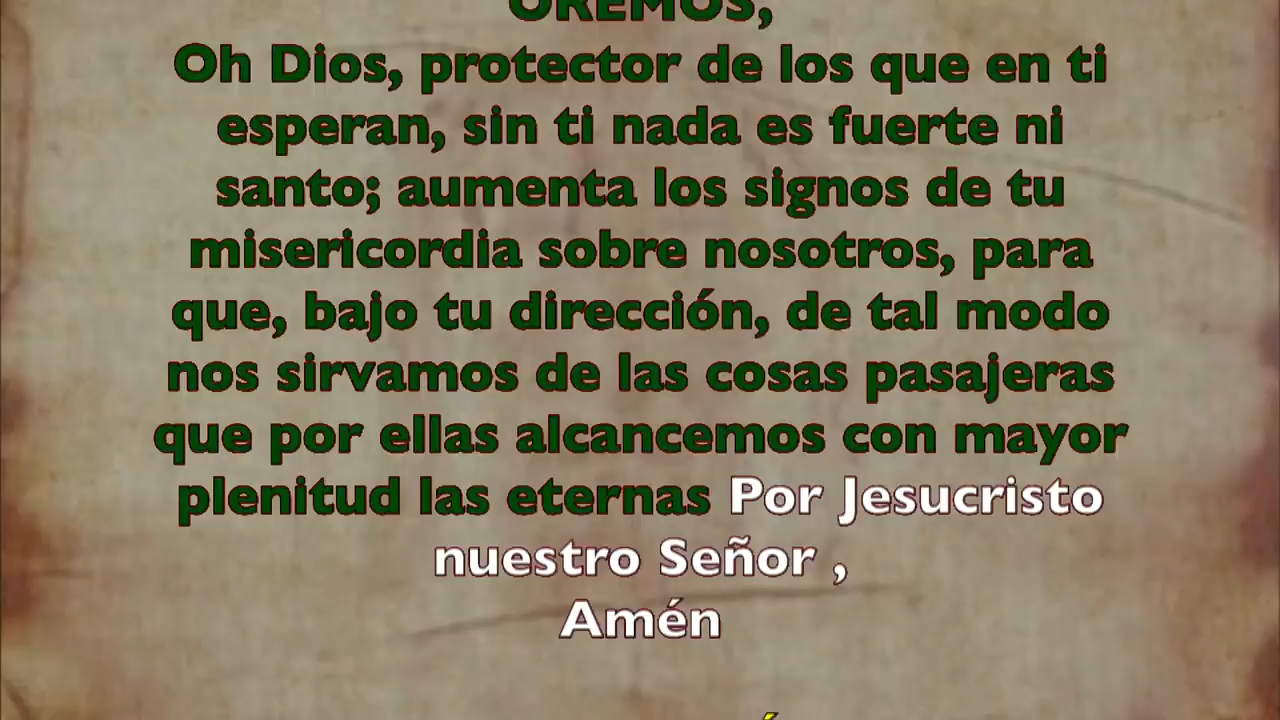 OREMOS,
Oh Dios, protector de los que en ti
esperan, sin ti nada es fuerte ni
santo; aumenta los signos de tu
misericordia sobre nosotros, para
que, bajo tu dirección, de tal modo
nos sirvamos de las cosas pasajeras
que por ellas alcancemos con mayor
plenitud las eternas Por Jesucristo
nuestro Señor ,
Amén